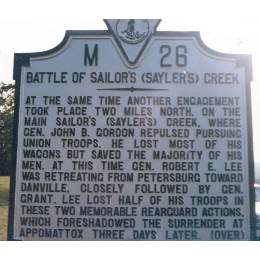 M 26
BATTLE OF SAILOR'S (SAYLER'S) CREEK
AT THE SAME TIME ANOTHER ENGAGEMENT
TOOK PLACE TWO MILES NORTH, ON THE
MAIN SAILOR'S (SAYLER'S) CREEK, WHERE
GEN. JOHN B. GORDON REPULSED PURSUING
UNION TROOPS. HE LOST MOST OF HIS
WAGONS BUT SAVED THE MAJORITY OF HIS
MEN. AT THIS TIME GEN. ROBERT E. LEE
WAS RETREATING FROM PETERSBURG TOWARD
DANVILLE, CLOSELY FOLLOWED BY GEN.
GRANT. LEE LOST HALF OF HIS TROOPS IN
THESE TWO MEMORABLE REARGUARD ACTIONS,
WHICH FORESHADOWED THE SURRENDER AT
APPOMATTOX THREE DAYS LATER. (OVER)